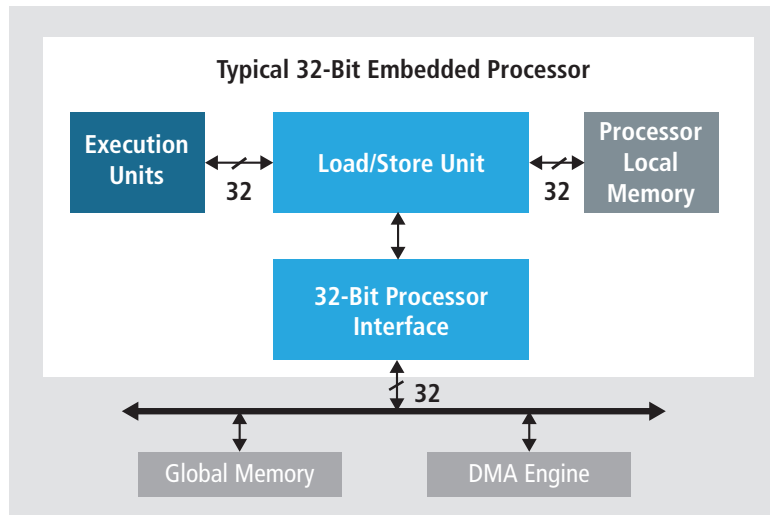 Typical 32-Bit Embedded Processor
Execution
Units
32
Load/Store Unit
32
Processor
Local
Memory
32-Bit Processor
Interface
32
Global Memory
DMA Engine